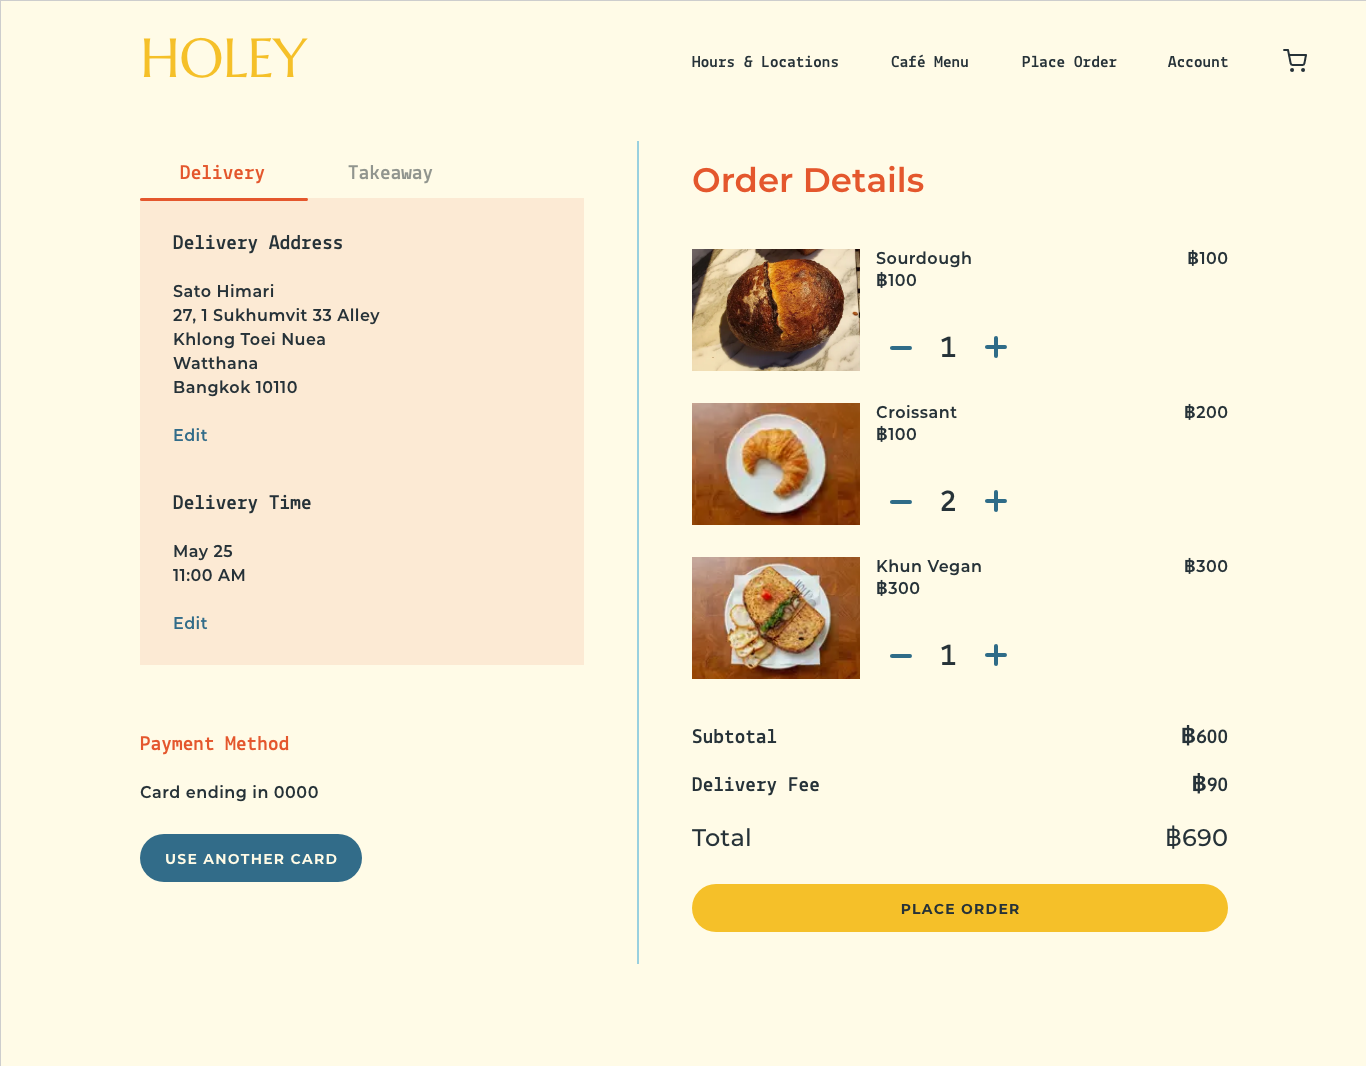 HOLEY
Hours & Locations
Café Menu
Place Order
Account
Delivery
Takeaway
Delivery Address
Sato Himari
27, 1 Sukhumvit 33 Alley
Khlong Toei Nuea
Watthana
Bangkok 10110
Edit
Delivery Time
May 25
11:00 AM
Edit
Payment Method
Card ending in 0000
USE ANOTHER CARD
Order Details
Sourdough
฿100
฿100
1
Croissant
฿200
฿100
2
Khun Vegan
฿300
฿300
1
Subtotal
฿600
Delivery Fee
฿90
Total
฿690
PLACE ORDER